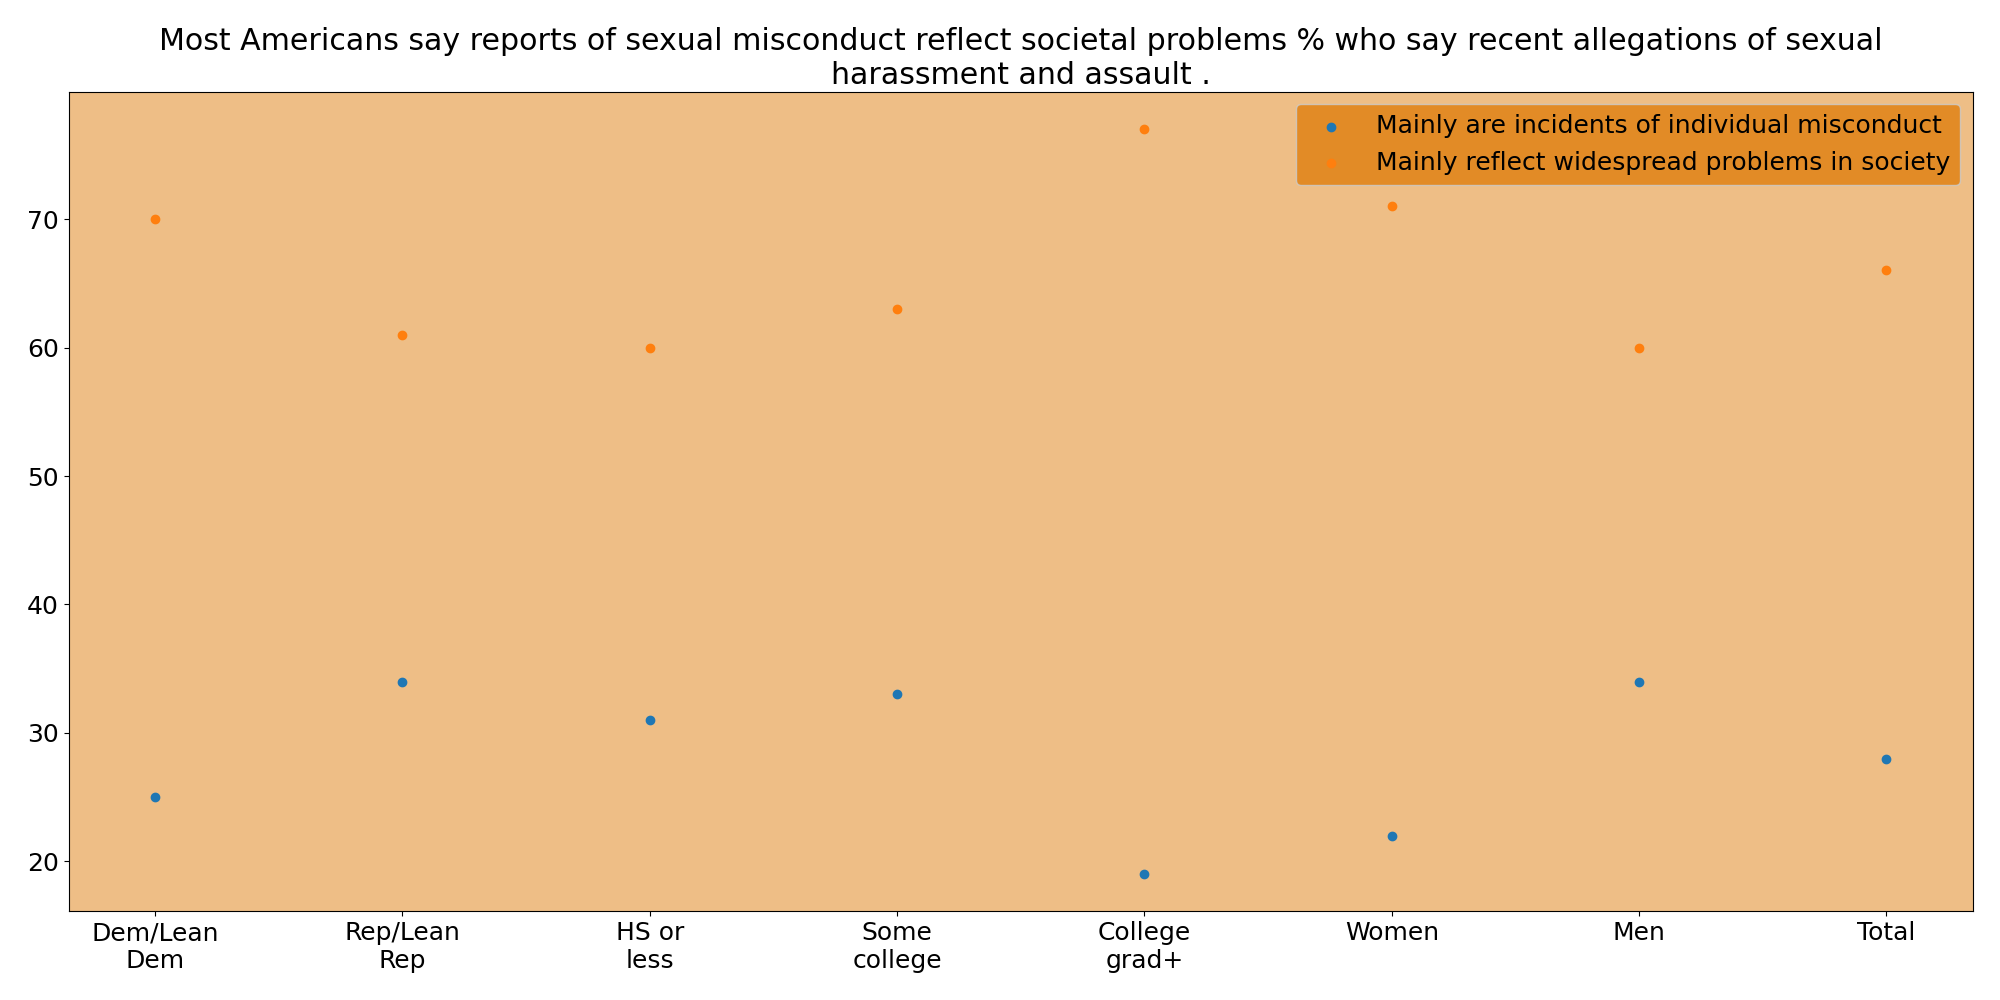 Most Americans say reports of sexual misconduct reflect societal problems % who say recent allegations of sexual
harassment and assault .
Mainly are incidents of individual misconduct
Mainly reflect widespread problems in society
70
60
50
40
30
20
Dem/Lean
Dem
Rep/Lean
Rep
HS or
less
Some
college
College
grad+
Women
Men
Total